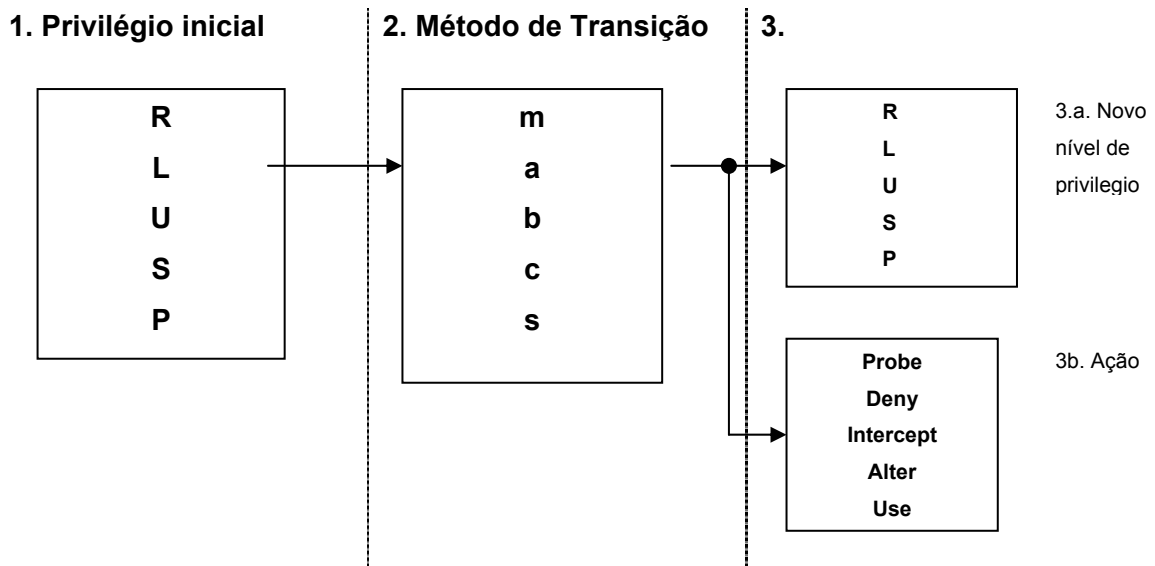 1. Privilégio inicial
2. Método de Transição
3.
R
L
U
S
P
m
a
b
c
s
R
L
U
S
P
3.a. Novo
nível de
privilegio
Probe
Deny
Intercept
Alter
Use
3b. Ação